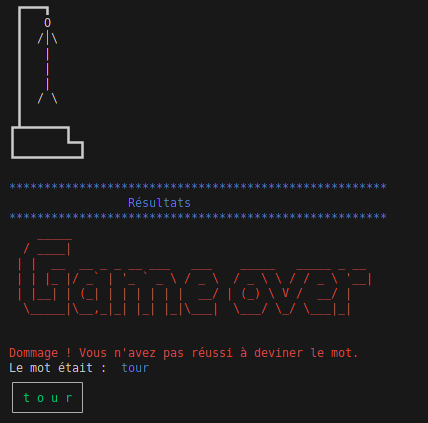 Résultats
Game over
Dommage ! Vous n'avez pas réussi à deviner le mot.
Le mot était : tour
t o u r